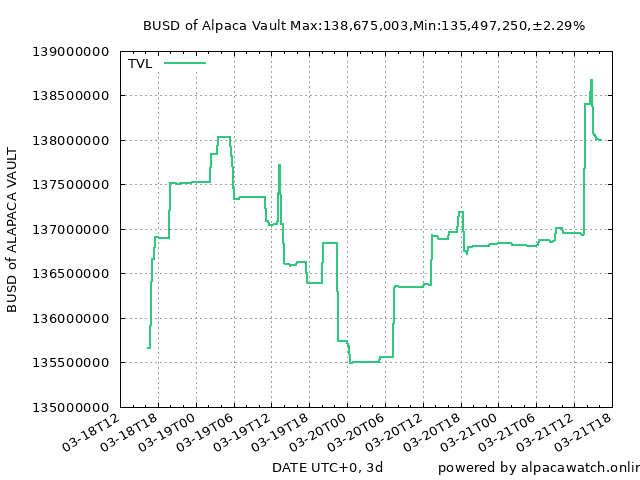 BUSD of Alpaca Vault Max:138,675,003,Min:135,497,250,±2.29%
TVL
139000000
138500000
138000000
137500000
137000000
136500000
136000000
135500000
135000000
BUSD of ALAPACA VAULT
03-18T12
03-18T18
03-19T00
03-19T06
03-19T12
03-19T18
03-20T00
03-20T06
03-20T12
03-20T18
03-21T00
03-21T06
03-21T12
03-21T18
DATE UTC+0, 3d
powered by alpacawatch.onlin